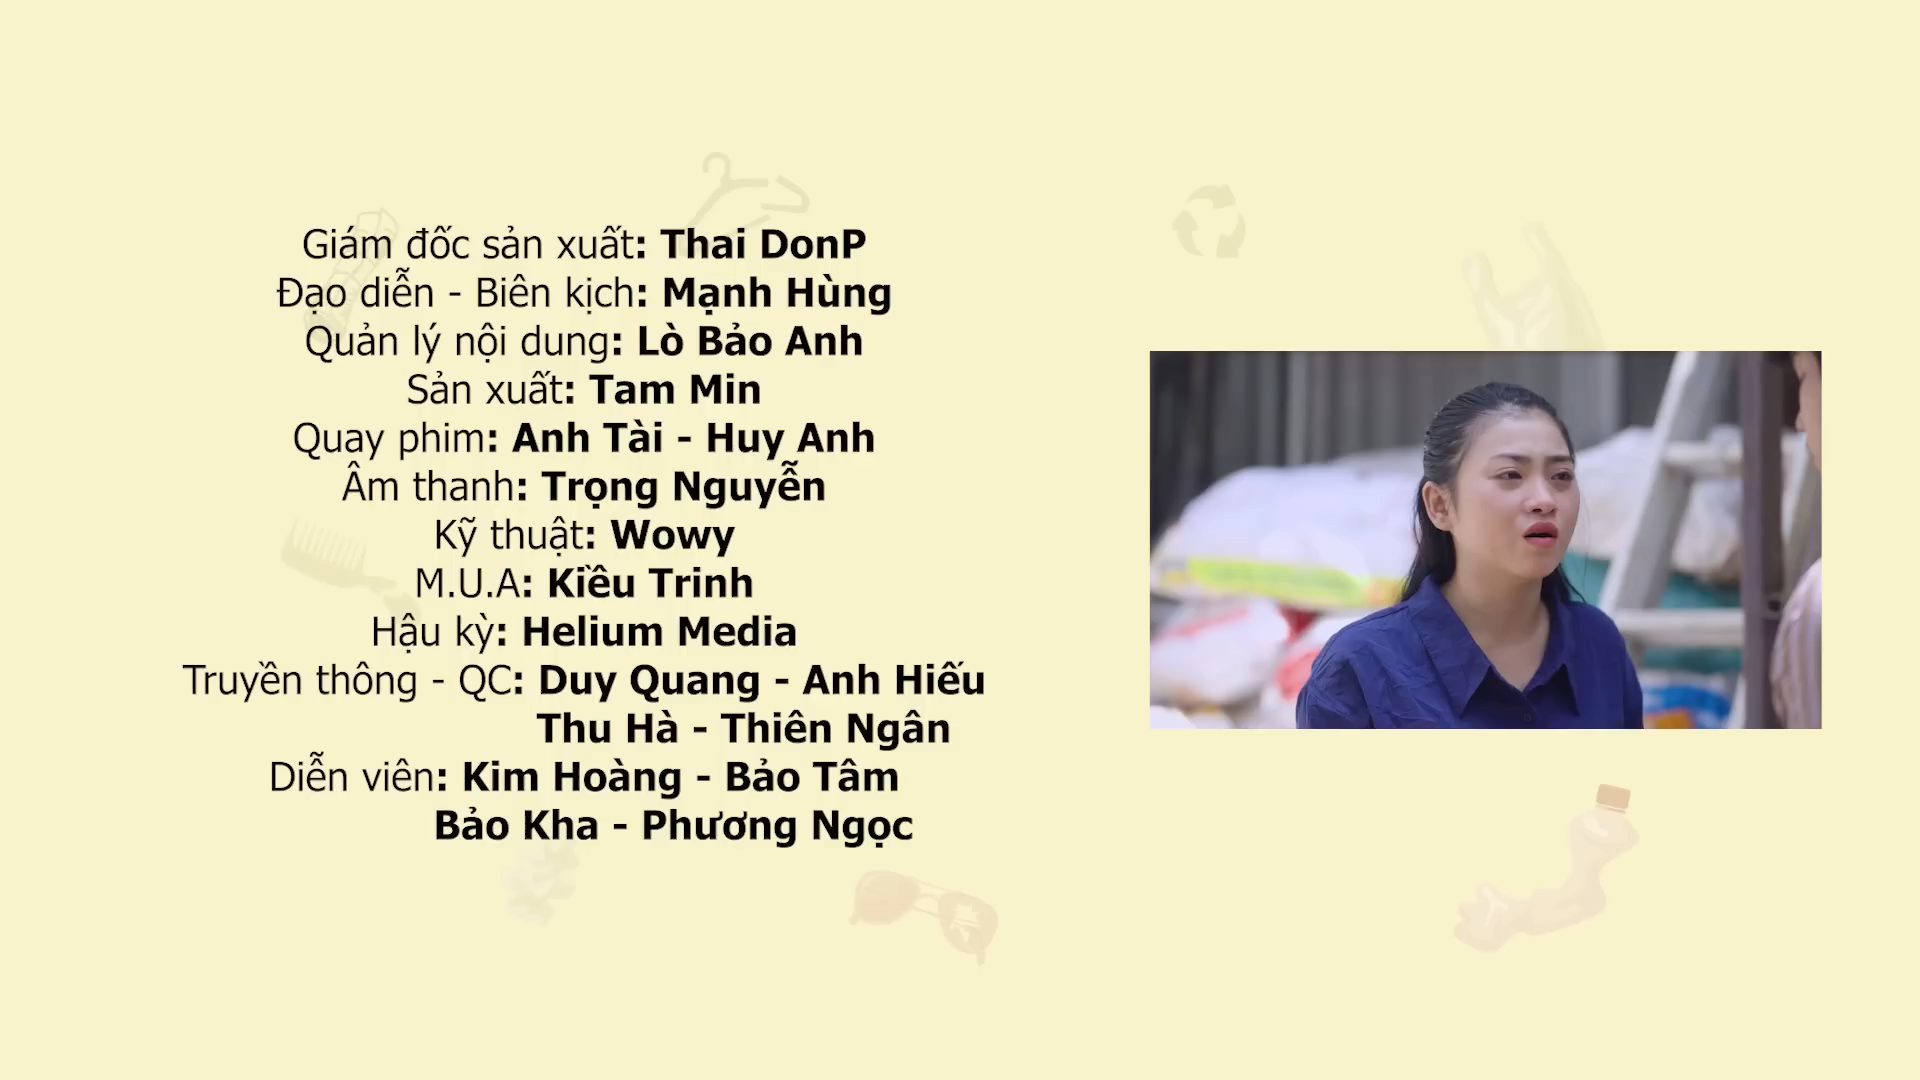 Giám đốc sản xuất: Thai DonP
Đạo diễn - Biên kịch: Mạnh Hùng
Quản lý nội dung: Lò Bảo Anh
Sản xuất: Tam Min
Quay phim: Anh Tài - Huy Anh
Âm thanh: Trọng Nguyễn
Kỹ thuật: Wowy
M.U.A: Kiều Trinh
Hậu kỳ: Helium Media
Truyền thông - QC: Duy Quang - Anh Hiếu
Thu Hà - Thiên Ngân
Diễn viên: Kim Hoàng - Bảo Tâm
Bảo Kha - Phương Ngọc